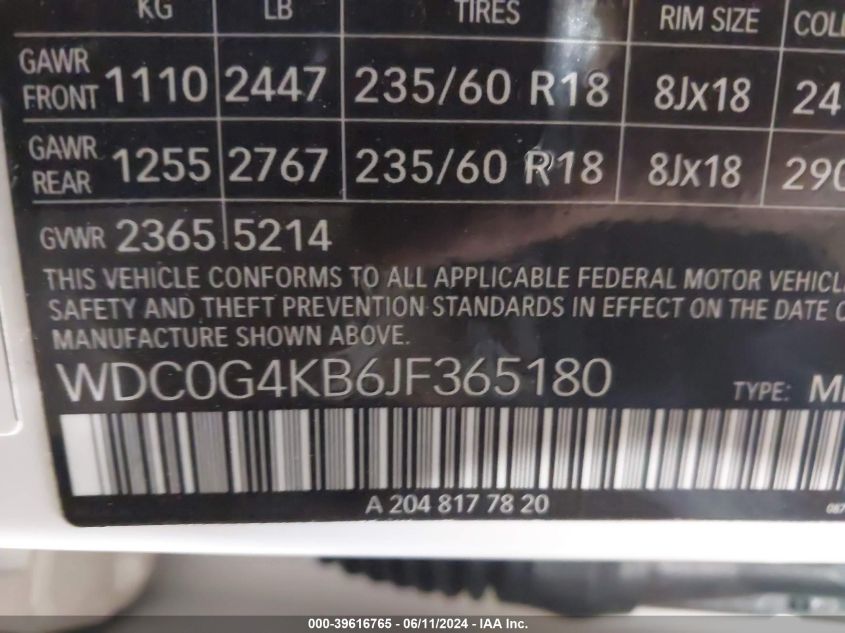 KG LB TIRES RIM SIZE
GAWR FRONT 1110 2447 235/60 R18 8Jx18 24
GAWR REAR 1255 2767 235/60 R18 8Jx18 290
GVWR 2365 5214
THIS VEHICLE CONFORMS TO ALL APPLICABLE FEDERAL MOTOR VEHICLE
SAFETY AND THEFT PREVENTION STANDARDS IN EFFECT ON THE DATE
MANUFACTURE SHOWN ABOVE.
WDC0G4KB6JF365180 TYPE:
A 204 817 78 20
000-39616765 - 06/11/2024 - IAA Inc.